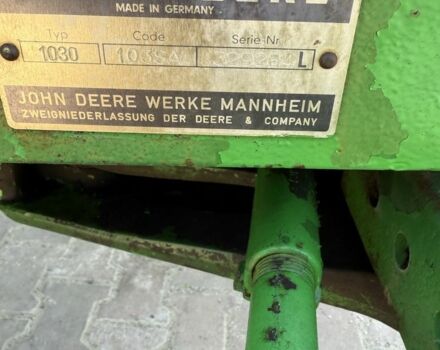 MADE IN GERMANY
Typ Code Serie-Nr.
1030 L
JOHN DEERE WERKE MANNHEIM
ZWEIGNIEDERLASSUNG DER DEERE & COMPANY